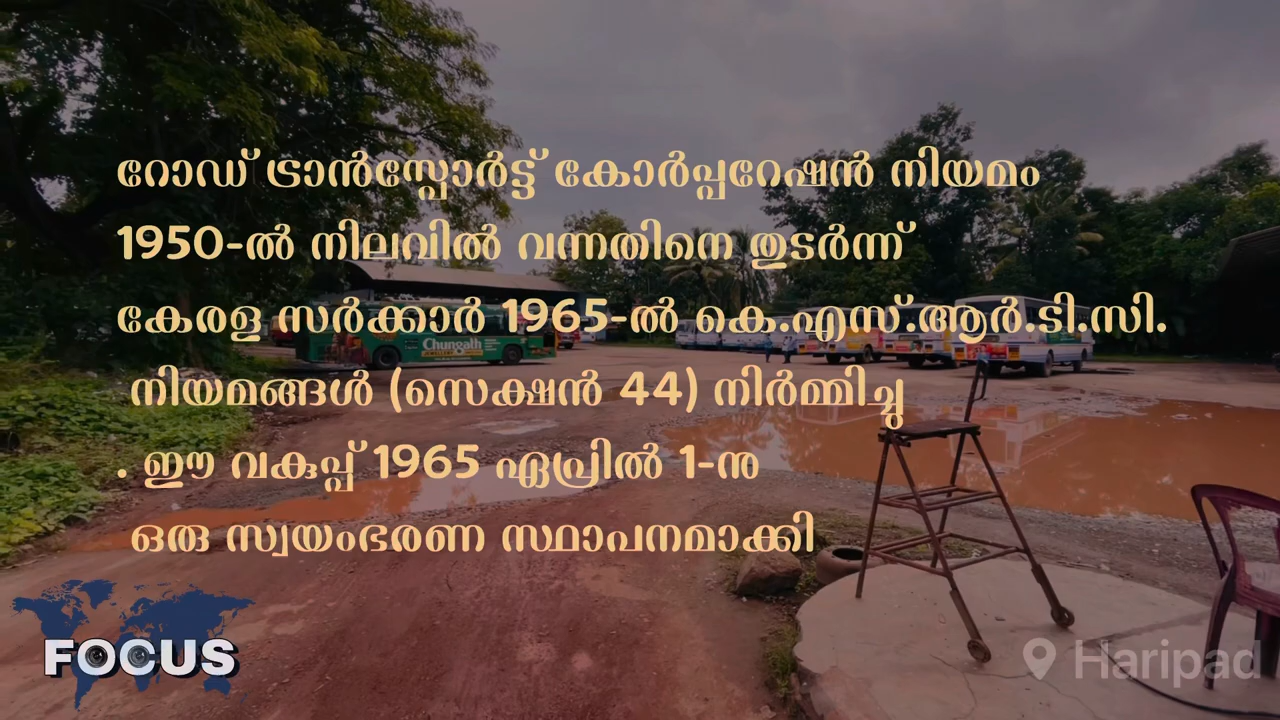 റോഡ് ട്രാൻസ്പോർട്ട് കോർപ്പറേഷൻ നിയമം
1950-ൽ നിലവിൽ വന്നതിനെ തുടർന്ന്
കേരള സർക്കാർ 1965-ൽ കെ.എസ്.ആർ.ടി.സി.
നിയമങ്ങൾ (സെക്ഷൻ 44) നിർമ്മിച്ചു
. ഈ വകുപ്പ് 1965 ഏപ്രിൽ 1-നു
ഒരു സ്വയംഭരണ സ്ഥാപനമാക്കി
Chungath
JEWELLERY
FOCUS
Haripad